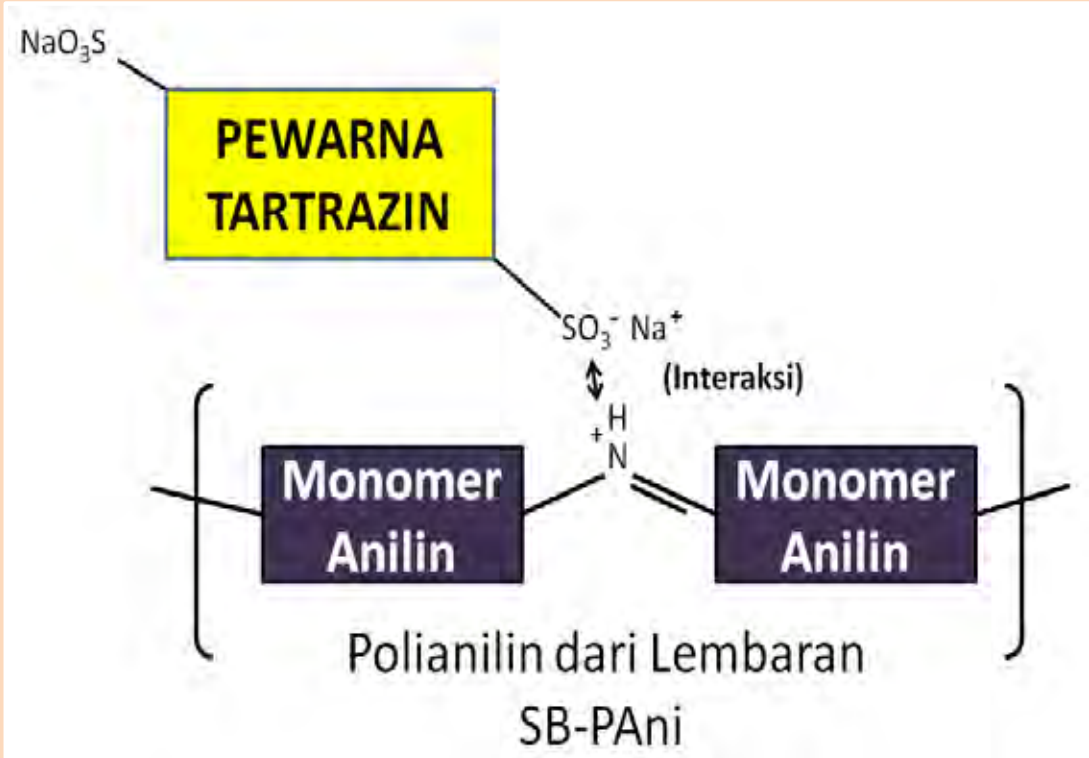 NaO₃S
PEWARNA
TARTRAZIN
SO₃⁻ Na⁺
(Interaksi)
H
+
N
Monomer
Anilin
Monomer
Anilin
Polianilin dari Lembaran
SB-PAni